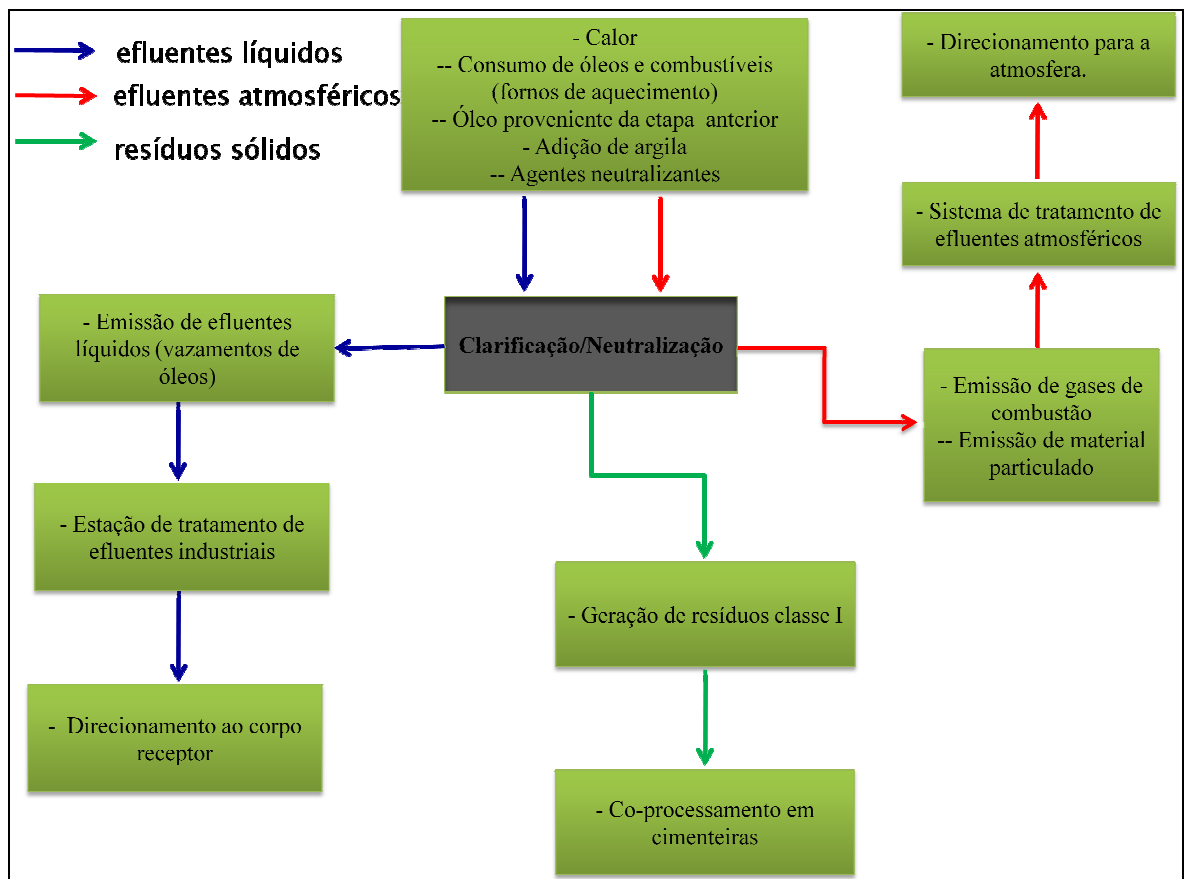 efluentes líquidos
efluentes atmosféricos
resíduos sólidos
- Calor
-- Consumo de óleos e combustíveis
(fornos de aquecimento)
-- Óleo proveniente da etapa anterior
- Adição de argila
-- Agentes neutralizantes
- Direcionamento para a
atmosfera.
- Sistema de tratamento de
efluentes atmosféricos
- Emissão de efluentes
líquidos (vazamentos de
óleos)
Clarificação/Neutralização
- Emissão de gases de
combustão
-- Emissão de material
particulado
- Estação de tratamento de
efluentes industriais
- Geração de resíduos classe I
- Direcionamento ao corpo
receptor
- Co-processamento em
cimenteiras